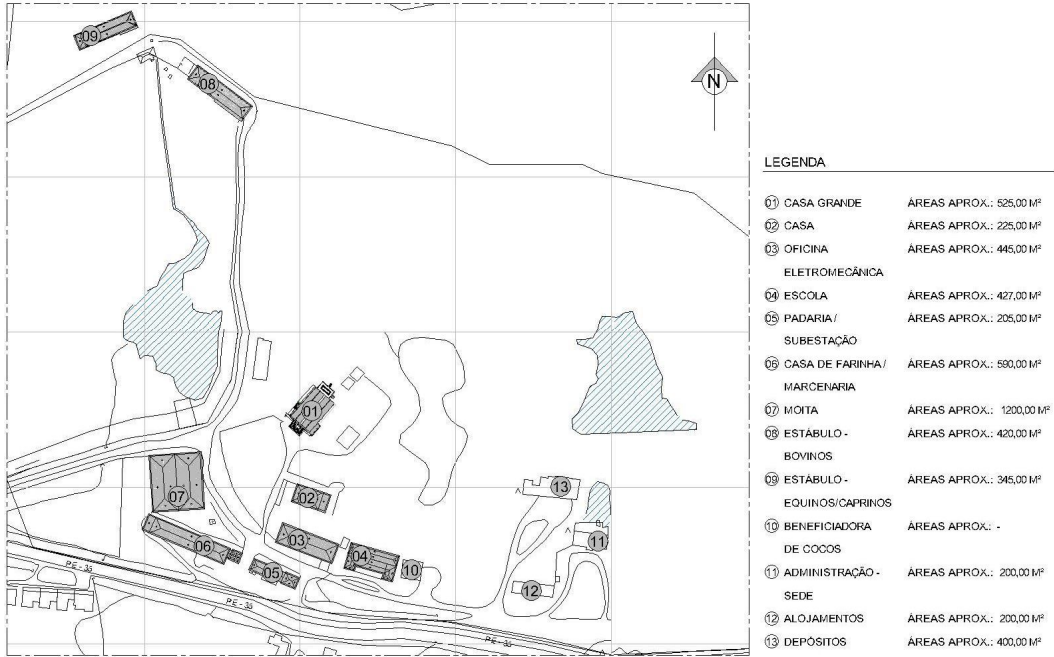 09
08
N
01
02
13
07
03
11
06
04
10
05
12
PE - 35
PE - 35
PE - 35
LEGENDA
01 CASA GRANDE ÁREAS APROX.: 525,00 M²
02 CASA ÁREAS APROX.: 225,00 M²
03 OFICINA ÁREAS APROX.: 445,00 M²
ELETROMECÂNICA
04 ESCOLA ÁREAS APROX.: 427,00 M²
05 PADARIA / ÁREAS APROX.: 205,00 M²
SUBESTAÇÃO
06 CASA DE FARINHA / ÁREAS APROX.: 590,00 M²
MARCENARIA
07 MOITA ÁREAS APROX.: 1200,00 M²
08 ESTÁBULO - ÁREAS APROX.: 420,00 M²
BOVINOS
09 ESTÁBULO - ÁREAS APROX.: 345,00 M²
EQUINOS/CAPRINOS
10 BENEFICIADORA ÁREAS APROX.: -
DE COCOS
11 ADMINISTRAÇÃO - ÁREAS APROX.: 200,00 M²
SEDE
12 ALOJAMENTOS ÁREAS APROX.: 200,00 M²
13 DEPÓSITOS ÁREAS APROX.: 400,00 M²